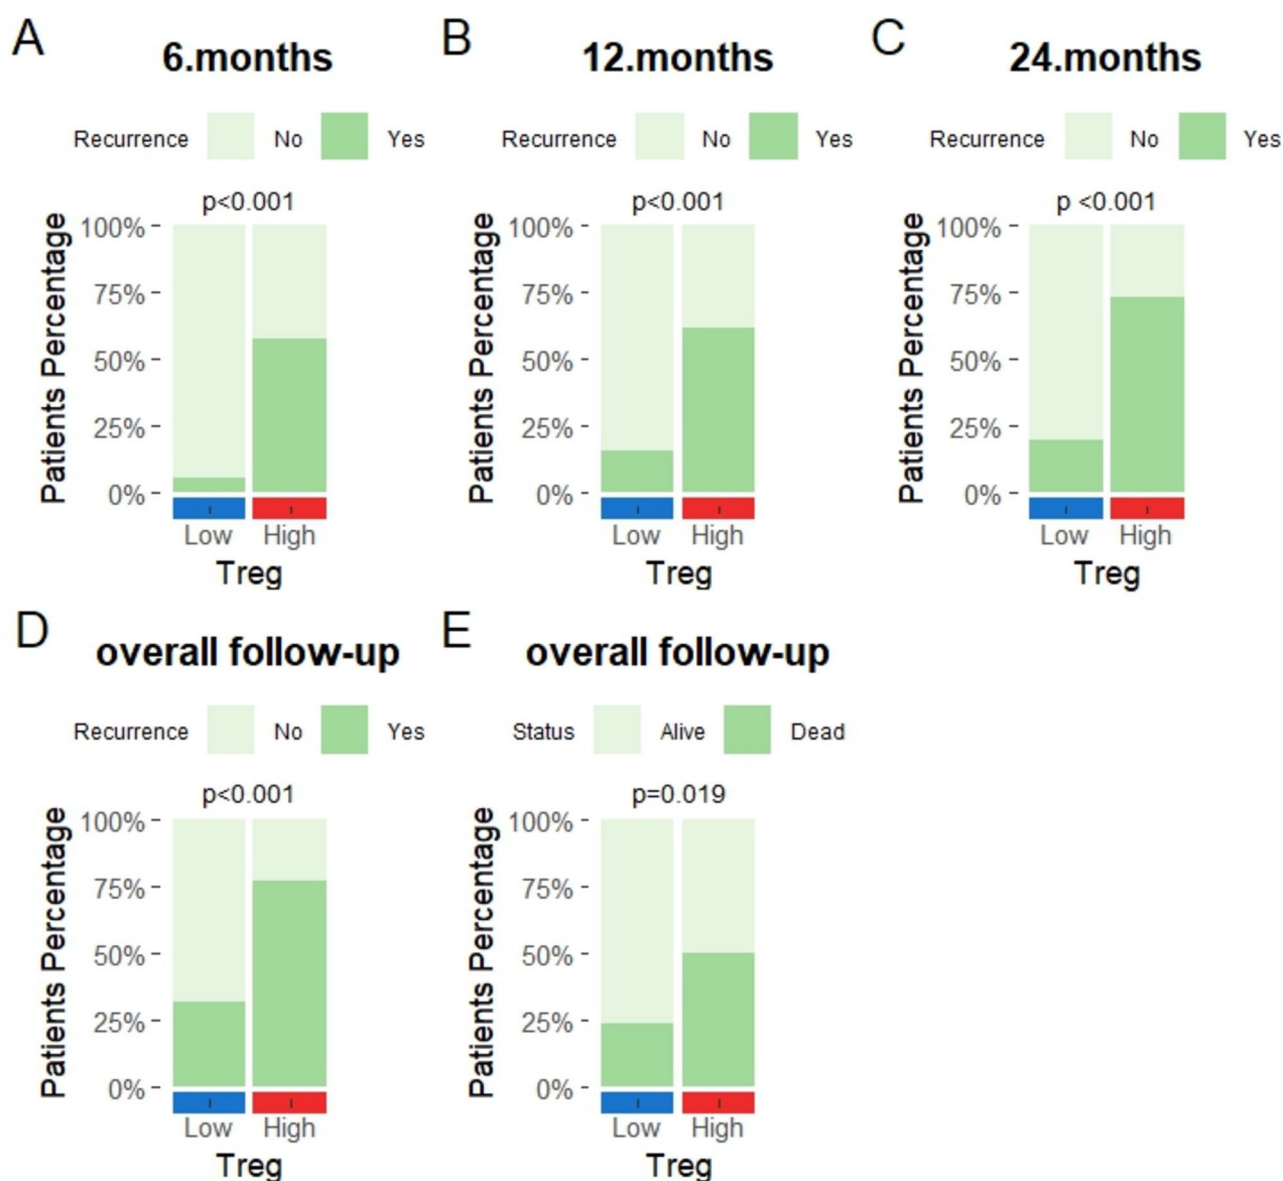 A
6.months
Recurrence No Yes
p<0.001
Patients Percentage
100%
75%
50%
25%
0%
Low High
Treg
B
12.months
Recurrence No Yes
p<0.001
Patients Percentage
100%
75%
50%
25%
0%
Low High
Treg
C
24.months
Recurrence No Yes
p <0.001
Patients Percentage
100%
75%
50%
25%
0%
Low High
Treg
D
overall follow-up
Recurrence No Yes
p<0.001
Patients Percentage
100%
75%
50%
25%
0%
Low High
Treg
E
overall follow-up
Status Alive Dead
p=0.019
Patients Percentage
100%
75%
50%
25%
0%
Low High
Treg